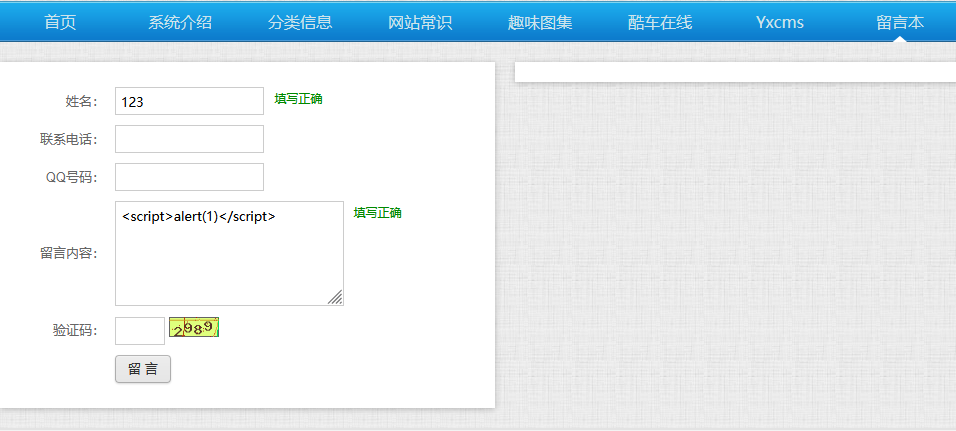 首页 系统介绍 分类信息 网站常识 趣味图集 酷车在线 Yxcms 留言本
姓名: 123 填写正确
联系电话:
QQ号码:
留言内容: <script>alert(1)</script> 填写正确
验证码: 2989
留 言